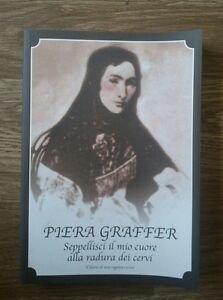 PIERA GRAFFER
Seppellisci il mio cuore
alla radura dei cervi